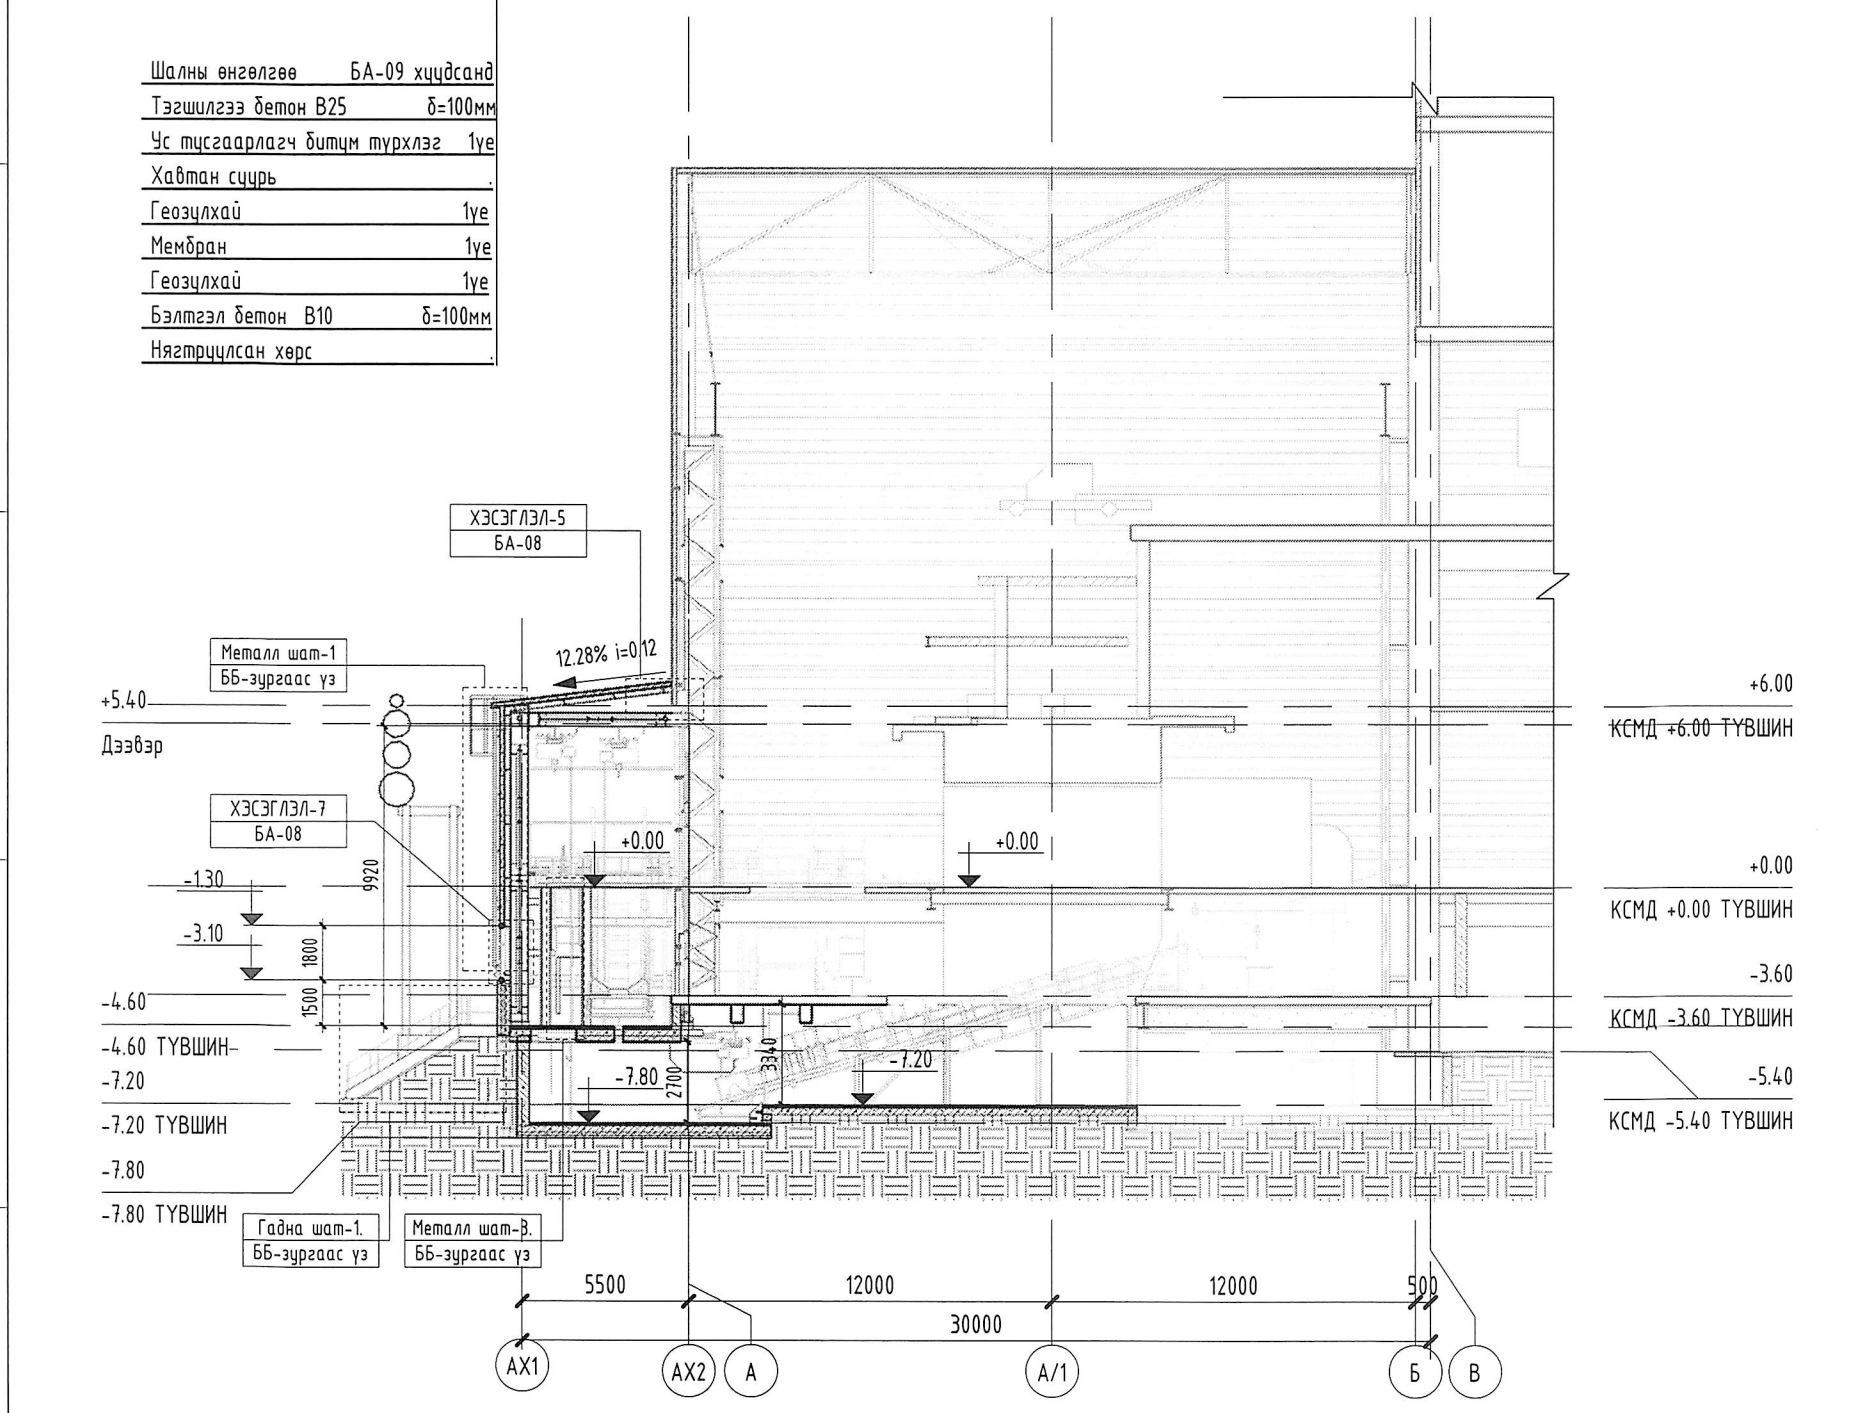 Шалны өнгөлгөө БА-09 хуудсанд
Тэгшилгээ бетон В25 δ=100мм
Ус тусгаарлагч битум түрхлэг 1үе
Хавтан суурь .
Геозулхай 1үе
Мембран 1үе
Геозулхай 1үе
Бэлтгэл бетон В10 δ=100мм
Нягтруулсан хөрс .
ХЭСЭГЛЭЛ-5
БА-08
12.28% i=0.12
Металл шат-1
ББ-зургаас үз
+5.40
Дээвэр
ХЭСЭГЛЭЛ-7
БА-08
9920
-1.30
-3.10
1800
1500
-4.60
-4.60 ТҮВШИН
-7.20
-7.20 ТҮВШИН
-7.80
-7.80 ТҮВШИН
+0.00
+0.00
-7.80
2700
3340
-7.20
+6.00
КСМД +6.00 ТҮВШИН
+0.00
КСМД +0.00 ТҮВШИН
-3.60
КСМД -3.60 ТҮВШИН
-5.40
КСМД -5.40 ТҮВШИН
Гадна шат-1.
ББ-зургаас үз
Металл шат-3.
ББ-зургаас үз
5500 12000 12000 500
30000
АХ1 АХ2 А А/1 Б В